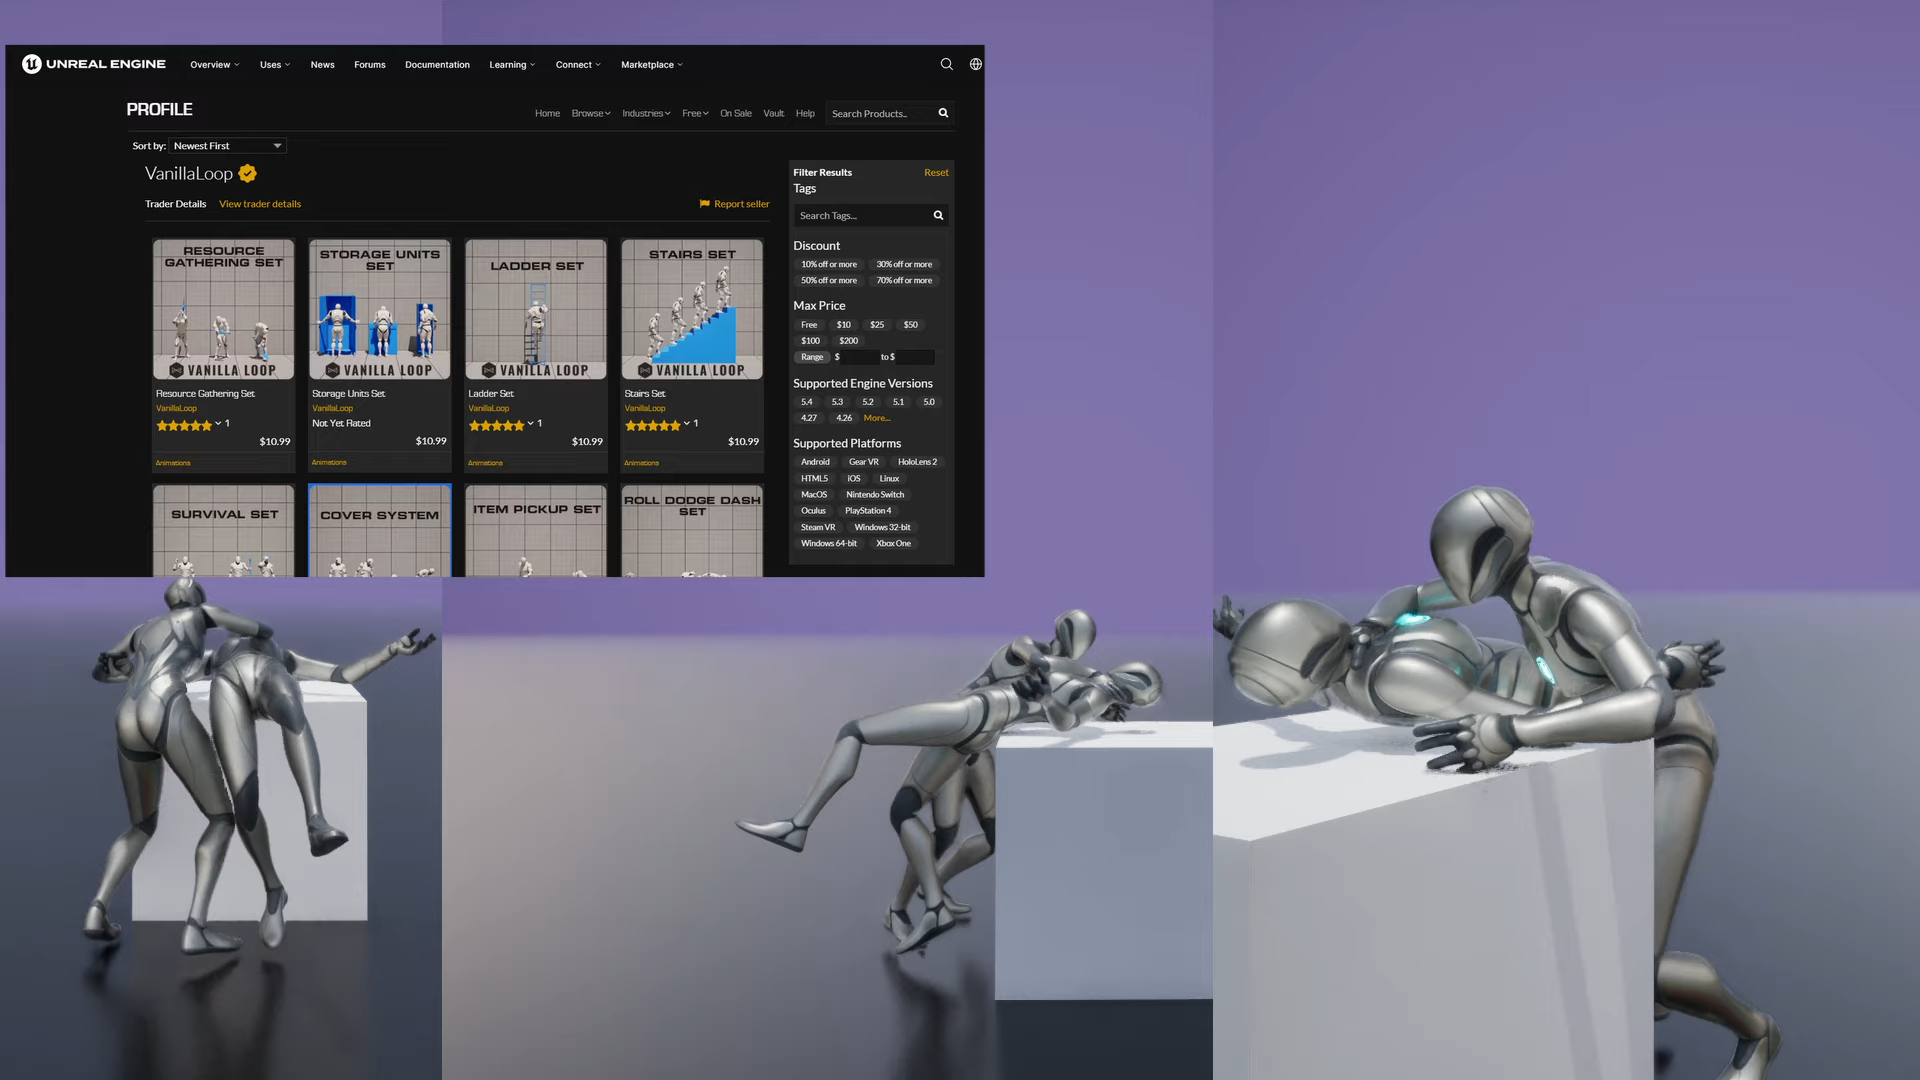 UNREAL ENGINE
Overview Uses News Forums Documentation Learning Connect Marketplace
PROFILE
Home Browse Industries Free On Sale Vault Help Search Products..
Sort by: Newest First
VanillaLoop
Trader Details View trader details Report seller
RESOURCE
GATHERING SET
VANILLA LOOP
Resource Gathering Set
VanillaLoop
1
$10.99
Animations
STORAGE UNITS
SET
VANILLA LOOP
Storage Units Set
VanillaLoop
Not Yet Rated
$10.99
Animations
LADDER SET
VANILLA LOOP
Ladder Set
VanillaLoop
1
$10.99
Animations
STAIRS SET
VANILLA LOOP
Stairs Set
VanillaLoop
1
$10.99
Animations
SURVIVAL SET
COVER SYSTEM
ITEM PICKUP SET
ROLL DODGE DASH
SET
Filter Results Reset
Tags
Search Tags...
Discount
10% off or more 30% off or more
50% off or more 70% off or more
Max Price
Free $10 $25 $50
$100 $200
Range $ to $
Supported Engine Versions
5.4 5.3 5.2 5.1 5.0
4.27 4.26 More...
Supported Platforms
Android Gear VR HoloLens 2
HTML5 iOS Linux
MacOS Nintendo Switch
Oculus PlayStation 4
Steam VR Windows 32-bit
Windows 64-bit Xbox One